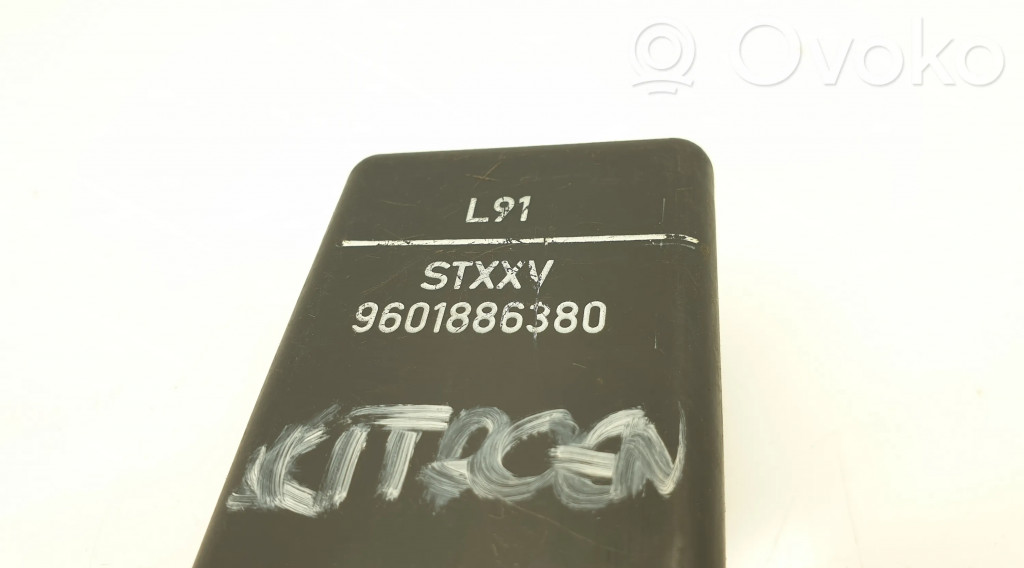 Ovoko
L91
STXXV
9601886380
CITROEN